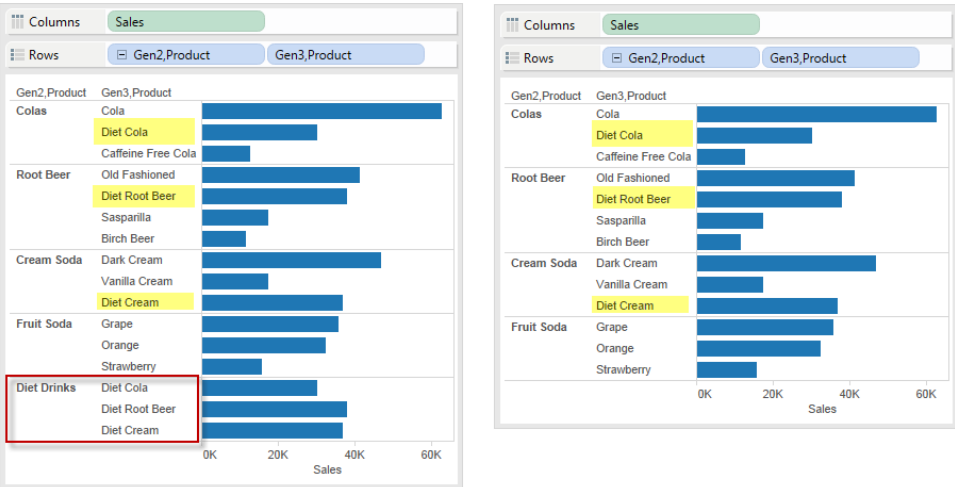 Columns Sales
Rows Gen2,Product Gen3,Product
Gen2,Product Gen3,Product
Colas Cola
Diet Cola
Caffeine Free Cola
Root Beer Old Fashioned
Diet Root Beer
Sasparilla
Birch Beer
Cream Soda Dark Cream
Vanilla Cream
Diet Cream
Fruit Soda Grape
Orange
Strawberry
Diet Drinks Diet Cola
Diet Root Beer
Diet Cream
0K 20K 40K 60K
Sales
Columns Sales
Rows Gen2,Product Gen3,Product
Gen2,Product Gen3,Product
Colas Cola
Diet Cola
Caffeine Free Cola
Root Beer Old Fashioned
Diet Root Beer
Sasparilla
Birch Beer
Cream Soda Dark Cream
Vanilla Cream
Diet Cream
Fruit Soda Grape
Orange
Strawberry
0K 20K 40K 60K
Sales